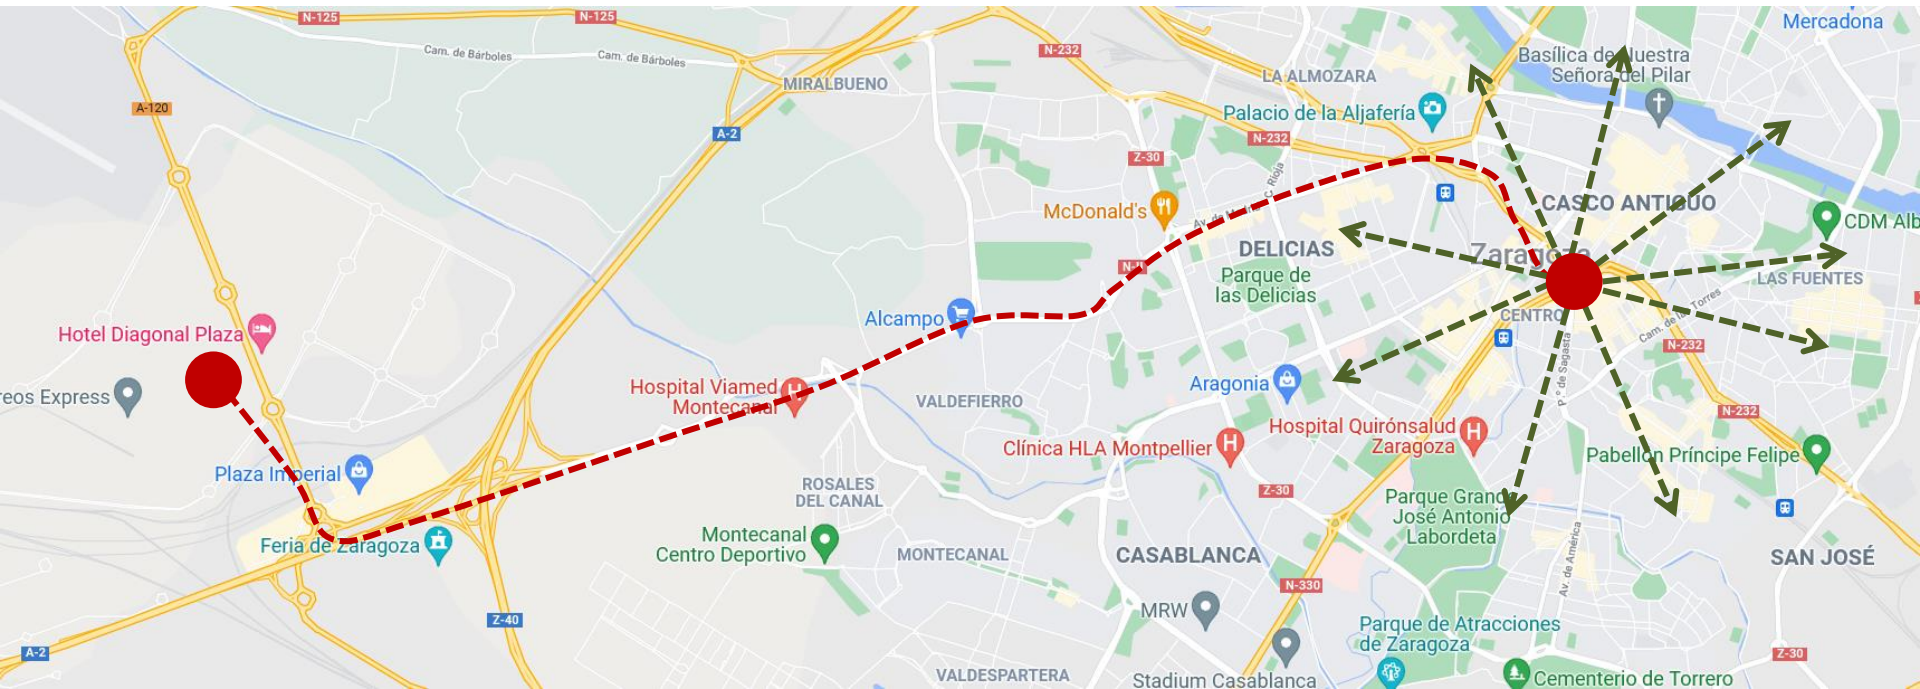 N-125
N-125
Mercadona
Cam. de Bárboles
Cam. de Bárboles
N-232
Basílica de Nuestra
Señora del Pilar
MIRALBUENO
LA ALMOZARA
A-120
Palacio de la Aljafería
A-2
N-232
Z-30
C. Rioja
McDonald's
CASCO ANTIGUO
CDM Alb
DELICIAS
Zaragoza
N-II
Parque de
las Delicias
LAS FUENTES
Alcampo
CENTRO
Cam. de las Torres
Hotel Diagonal Plaza
N-232
P.º de Sagasta
reos Express
Hospital Viamed
Montecanal
Aragonia
VALDEFIERRO
N-232
Hospital Quirónsalud
Zaragoza
Clínica HLA Montpellier
Pabellón Príncipe Felipe
Plaza Imperial
ROSALES
DEL CANAL
Z-30
Parque Grande
José Antonio
Labordeta
Feria de Zaragoza
Montecanal
Centro Deportivo
MONTECANAL
CASABLANCA
SAN JOSÉ
Av. de América
N-330
MRW
Z-40
Parque de Atracciones
de Zaragoza
A-2
Z-30
VALDESPARTERA
Stadium Casablanca
Cementerio de Torrero